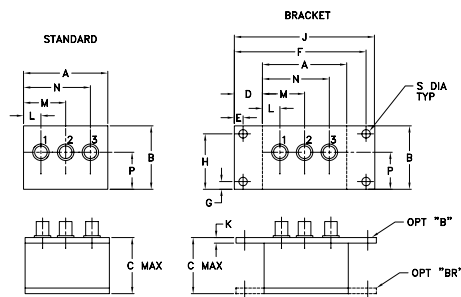 BRACKET
STANDARD
J
F
A
A
N
N
S DIA
TYP
M
D
M
L
E
L
1 2 3
1 2 3
B
H
B
P
P
G
K
OPT "B"
C MAX
C MAX
OPT "BR"